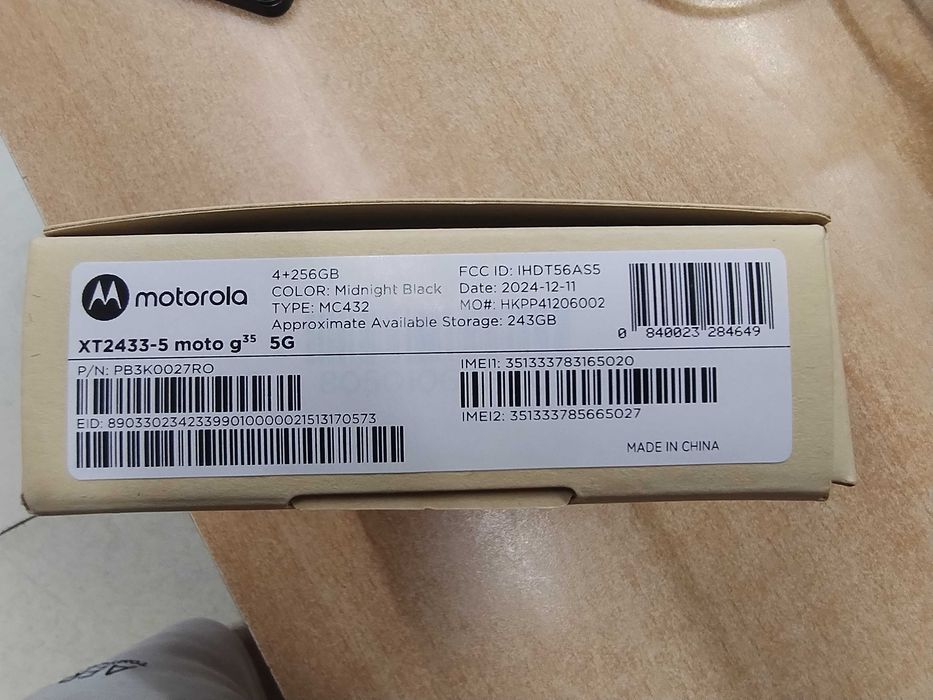 motorola
4+256GB
COLOR: Midnight Black
TYPE: MC432
Approximate Available Storage: 243GB
FCC ID: IHDT56AS5
Date: 2024-12-11
MO#: HKPP41206002
0 840023 284649
XT2433-5 moto g35 5G
P/N: PB3K0027RO
EID: 89033023423399010000021513170573
IMEI1: 351333783165020
IMEI2: 351333785665027
MADE IN CHINA